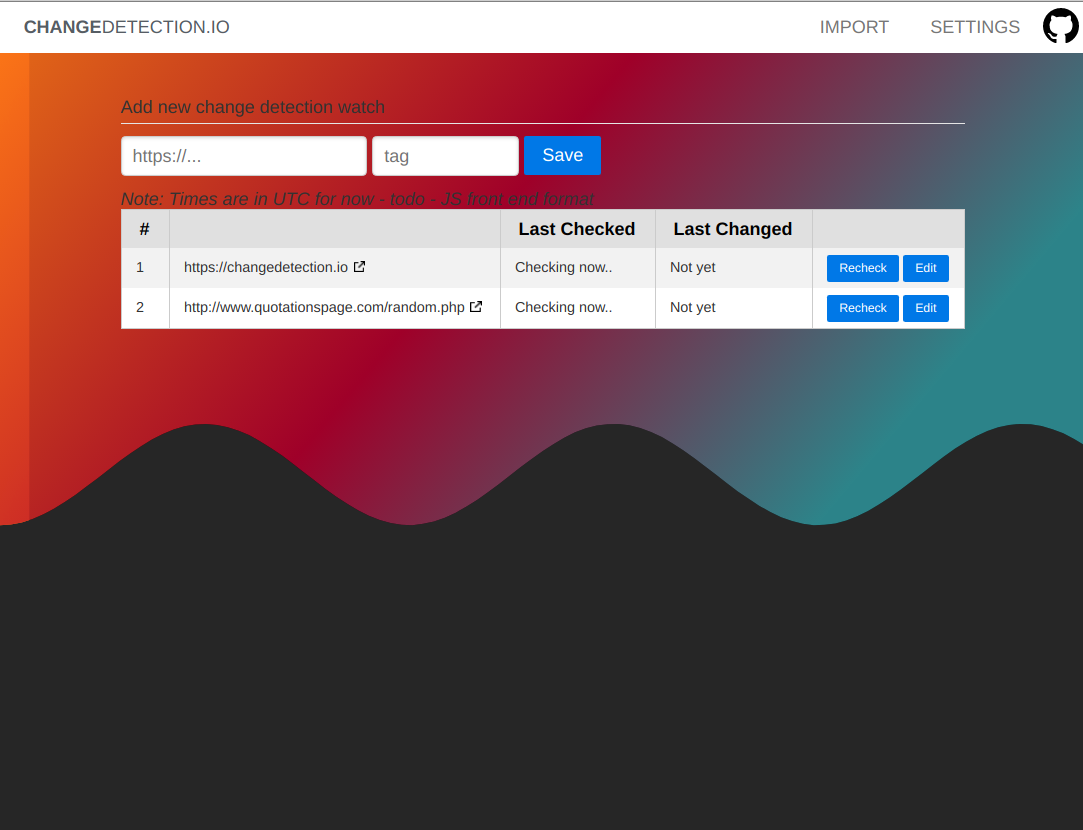 CHANGEDETECTION.IO IMPORT SETTINGS
Add new change detection watch
https://... tag Save
Note: Times are in UTC for now - todo - JS front end format
# Last Checked Last Changed
1 https://changedetection.io Checking now.. Not yet Recheck Edit
2 http://www.quotationspage.com/random.php Checking now.. Not yet Recheck Edit